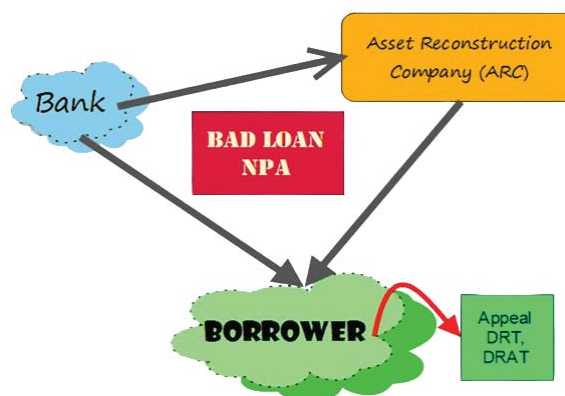 Bank
Asset Reconstruction
Company (ARC)
BAD LOAN
NPA
BORROWER
Appeal
DRT,
DRAT